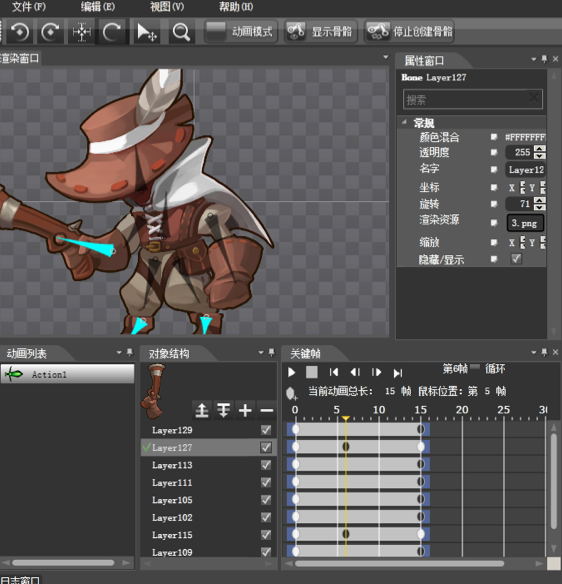 文件(F) 编辑(E) 视图(V) 帮助(H)
动画模式 显示骨骼 停止创建骨骼
渲染窗口
属性窗口
Bone Layer127
搜索
常规
颜色混合 #FFFFFFF
透明度 255
名字 Layer12
坐标 X Y
旋转 71
渲染资源 3.png
缩放 X Y
隐藏/显示
动画列表
Action1
对象结构
Layer129
Layer127
Layer113
Layer111
Layer105
Layer102
Layer115
Layer109
关键帧
第6帧 循环
当前动画总长: 15 帧 鼠标位置:第 5 帧
0 5 10 15 20 25 30
日志窗口